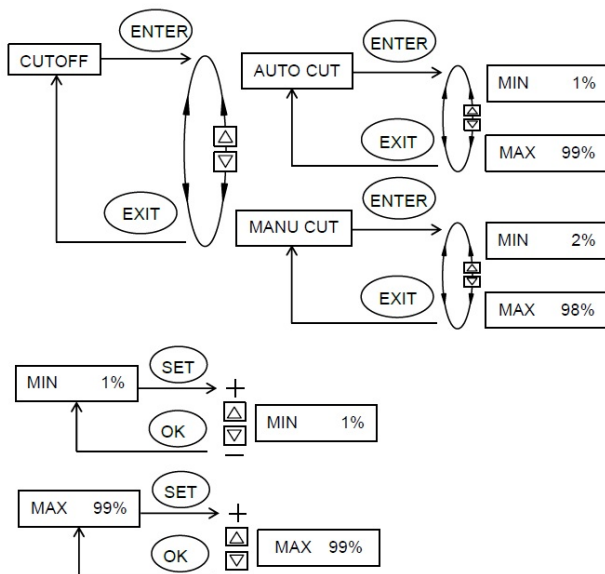 ENTER
CUTOFF
EXIT
ENTER
AUTO CUT
EXIT
MIN 1%
MAX 99%
ENTER
MANU CUT
EXIT
MIN 2%
MAX 98%
SET
MIN 1%
+
OK
MIN 1%
–
SET
MAX 99%
+
OK
MAX 99%